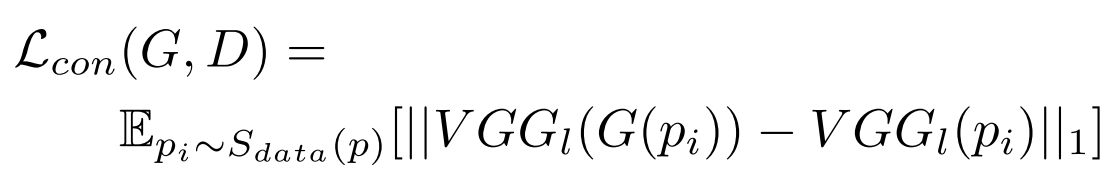 ℒ_{con}(G, D) =
𝔼_{p_i∼S_{data}(p)}[||VGG_l(G(p_i)) − VGG_l(p_i)||_1]